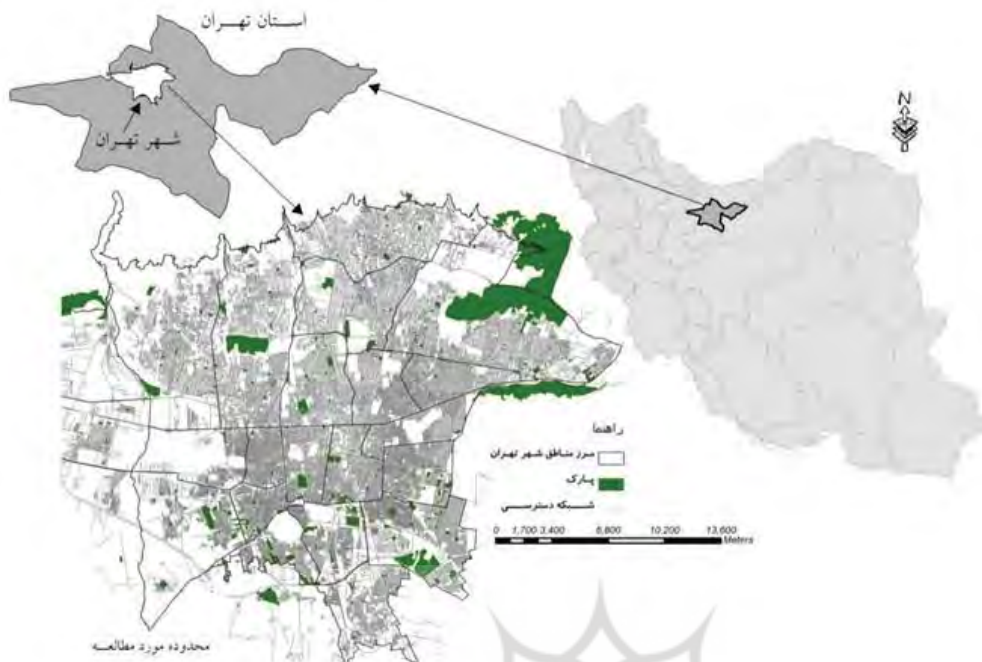 استان تهران
شهر تهران
N
راهنما
مرز مناطق شهر تهران
پارک
شبکه دسترسی
0 1,700 3,400 6,800 10,200 13,600
Meters
محدوده مورد مطالعه